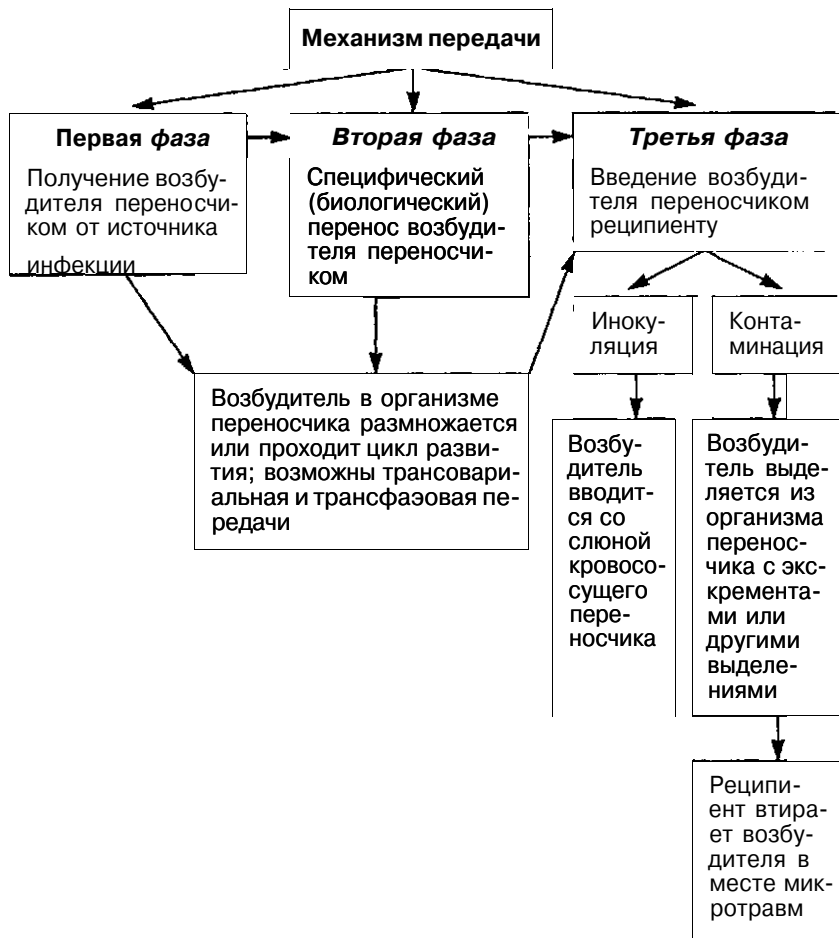 Механизм передачи
Первая фаза
Получение возбу-
дителя переносчи-
ком от источника
инфекции
Вторая фаза
Специфический
(биологический)
перенос возбуди-
теля переносчи-
ком
Третья фаза
Введение возбуди-
теля переносчиком
реципиенту
Иноку-
ляция
Конта-
минация
Возбудитель в организме
переносчика размножается
или проходит цикл разви-
тия; возможны трансовари-
альная и трансфазовая пе-
редачи
Возбу-
дитель
вводит-
ся со
слюной
кровосо-
сущего
пере-
носчика
Возбуди-
тель выде-
ляется из
организма
перенос-
чика с экс-
крементa-
ми или
другими
выделе-
ниями
Реципи-
ент втира-
ет возбу-
дителя в
месте мик-
ротравм